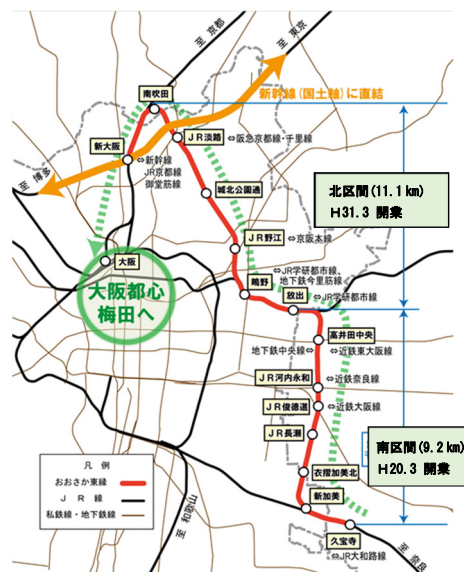 至 京都
至 東京
南吹田
新幹線(国土軸)に直結
新大阪
JR淡路
⇔阪急京都線・千里線
⇔新幹線
JR京都線
御堂筋線
至 博多
城北公園通
北区間(11.1km)
H31.3 開業
JR野江
⇔京阪本線
大阪
大阪都心
梅田へ
鴫野
⇔JR学研都市線、
地下鉄今里筋線
放出
⇔JR学研都市線
高井田中央
地下鉄中央線⇔
⇔近鉄東大阪線
JR河内永和
⇔近鉄奈良線
JR俊徳道
⇔近鉄大阪線
JR長瀬
南区間(9.2km)
H20.3 開業
衣摺加美北
新加美
久宝寺
⇔JR大和路線
至 奈良
至 和歌山
凡 例
おおさか東線
JR線
私鉄線・地下鉄線